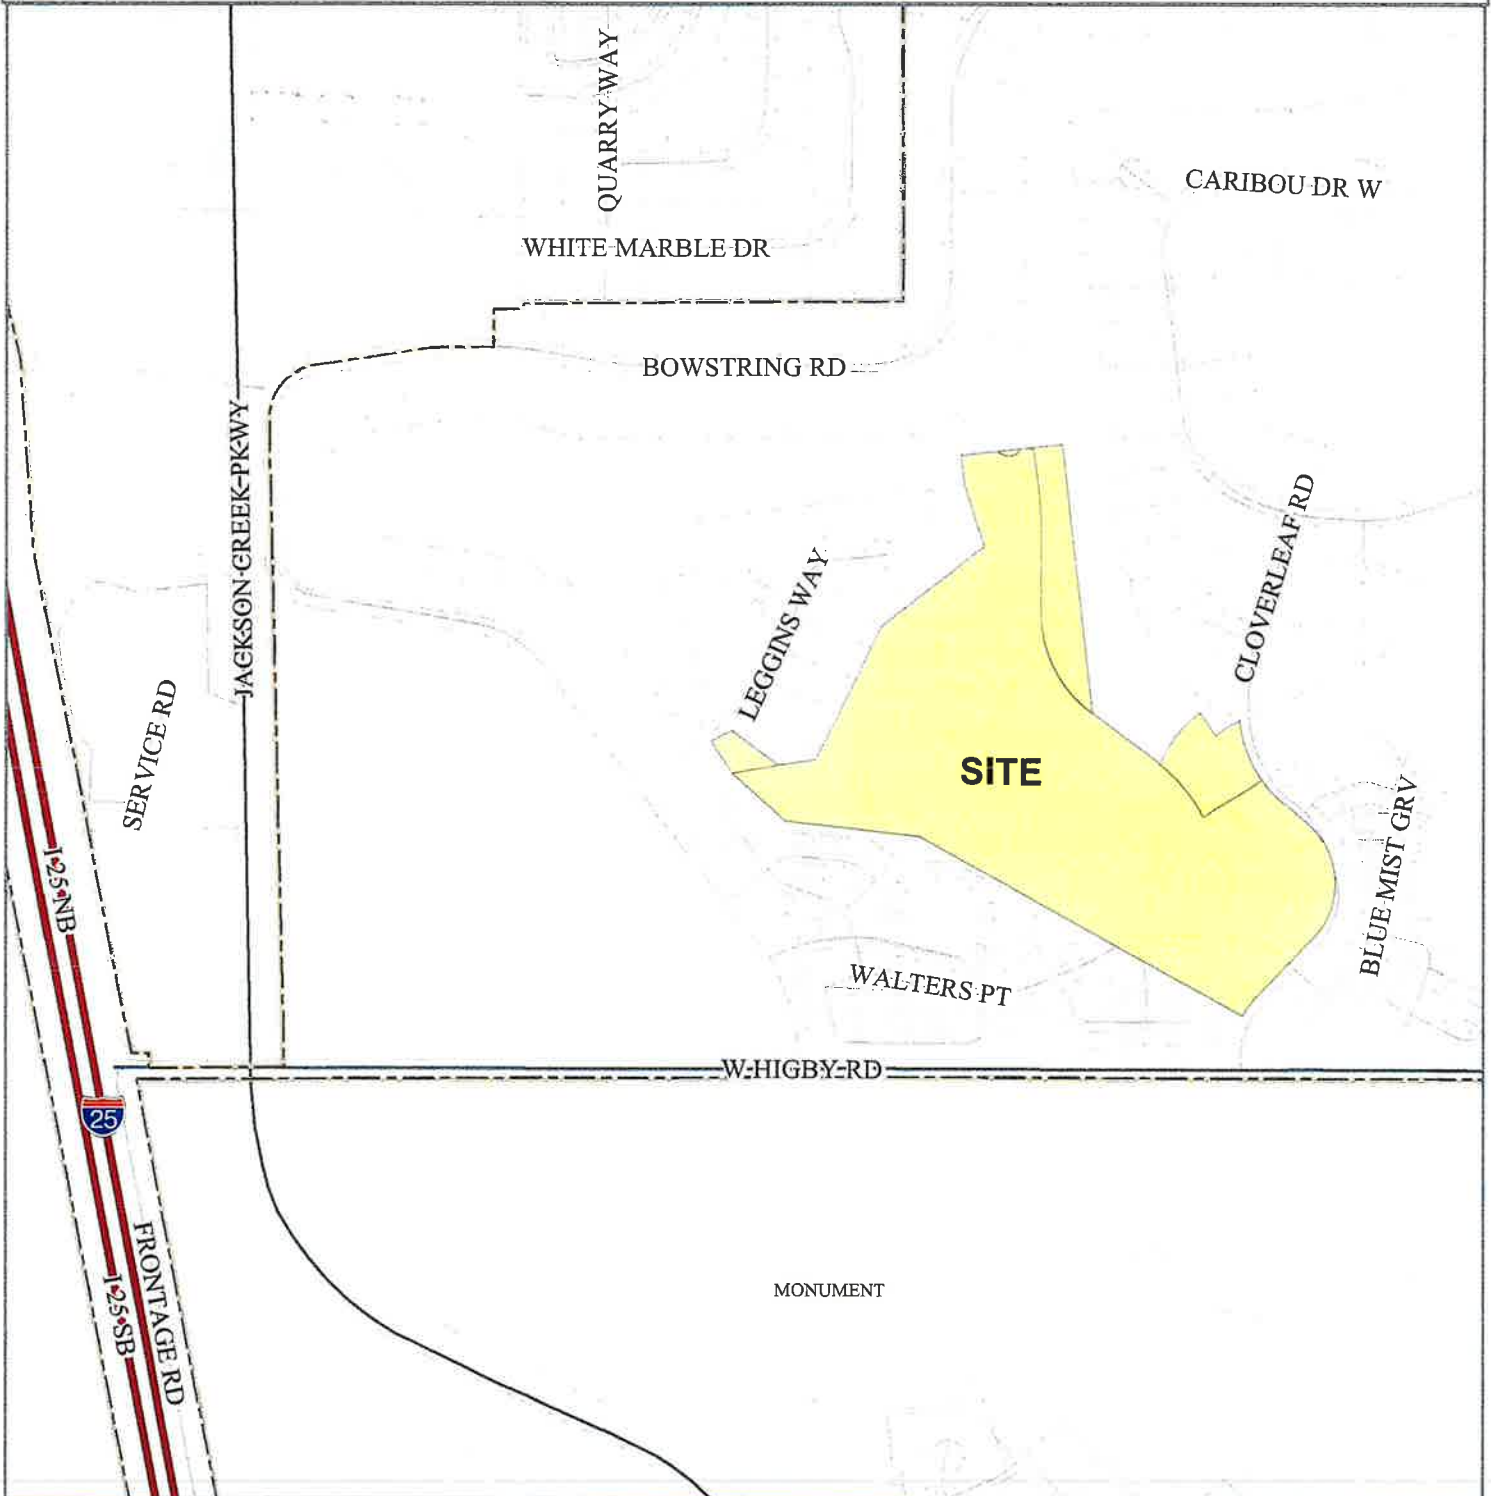 QUARRY WAY
CARIBOU DR W
WHITE MARBLE DR
BOWSTRING RD
JACKSON CREEK PKWY
CLOVERLEAF RD
LEGGINS WAY
SERVICE RD
SITE
BLUE MIST GRV
I-25 NB
WALTERS PT
W HIGBY RD
25
FRONTAGE RD
I-25 SB
MONUMENT